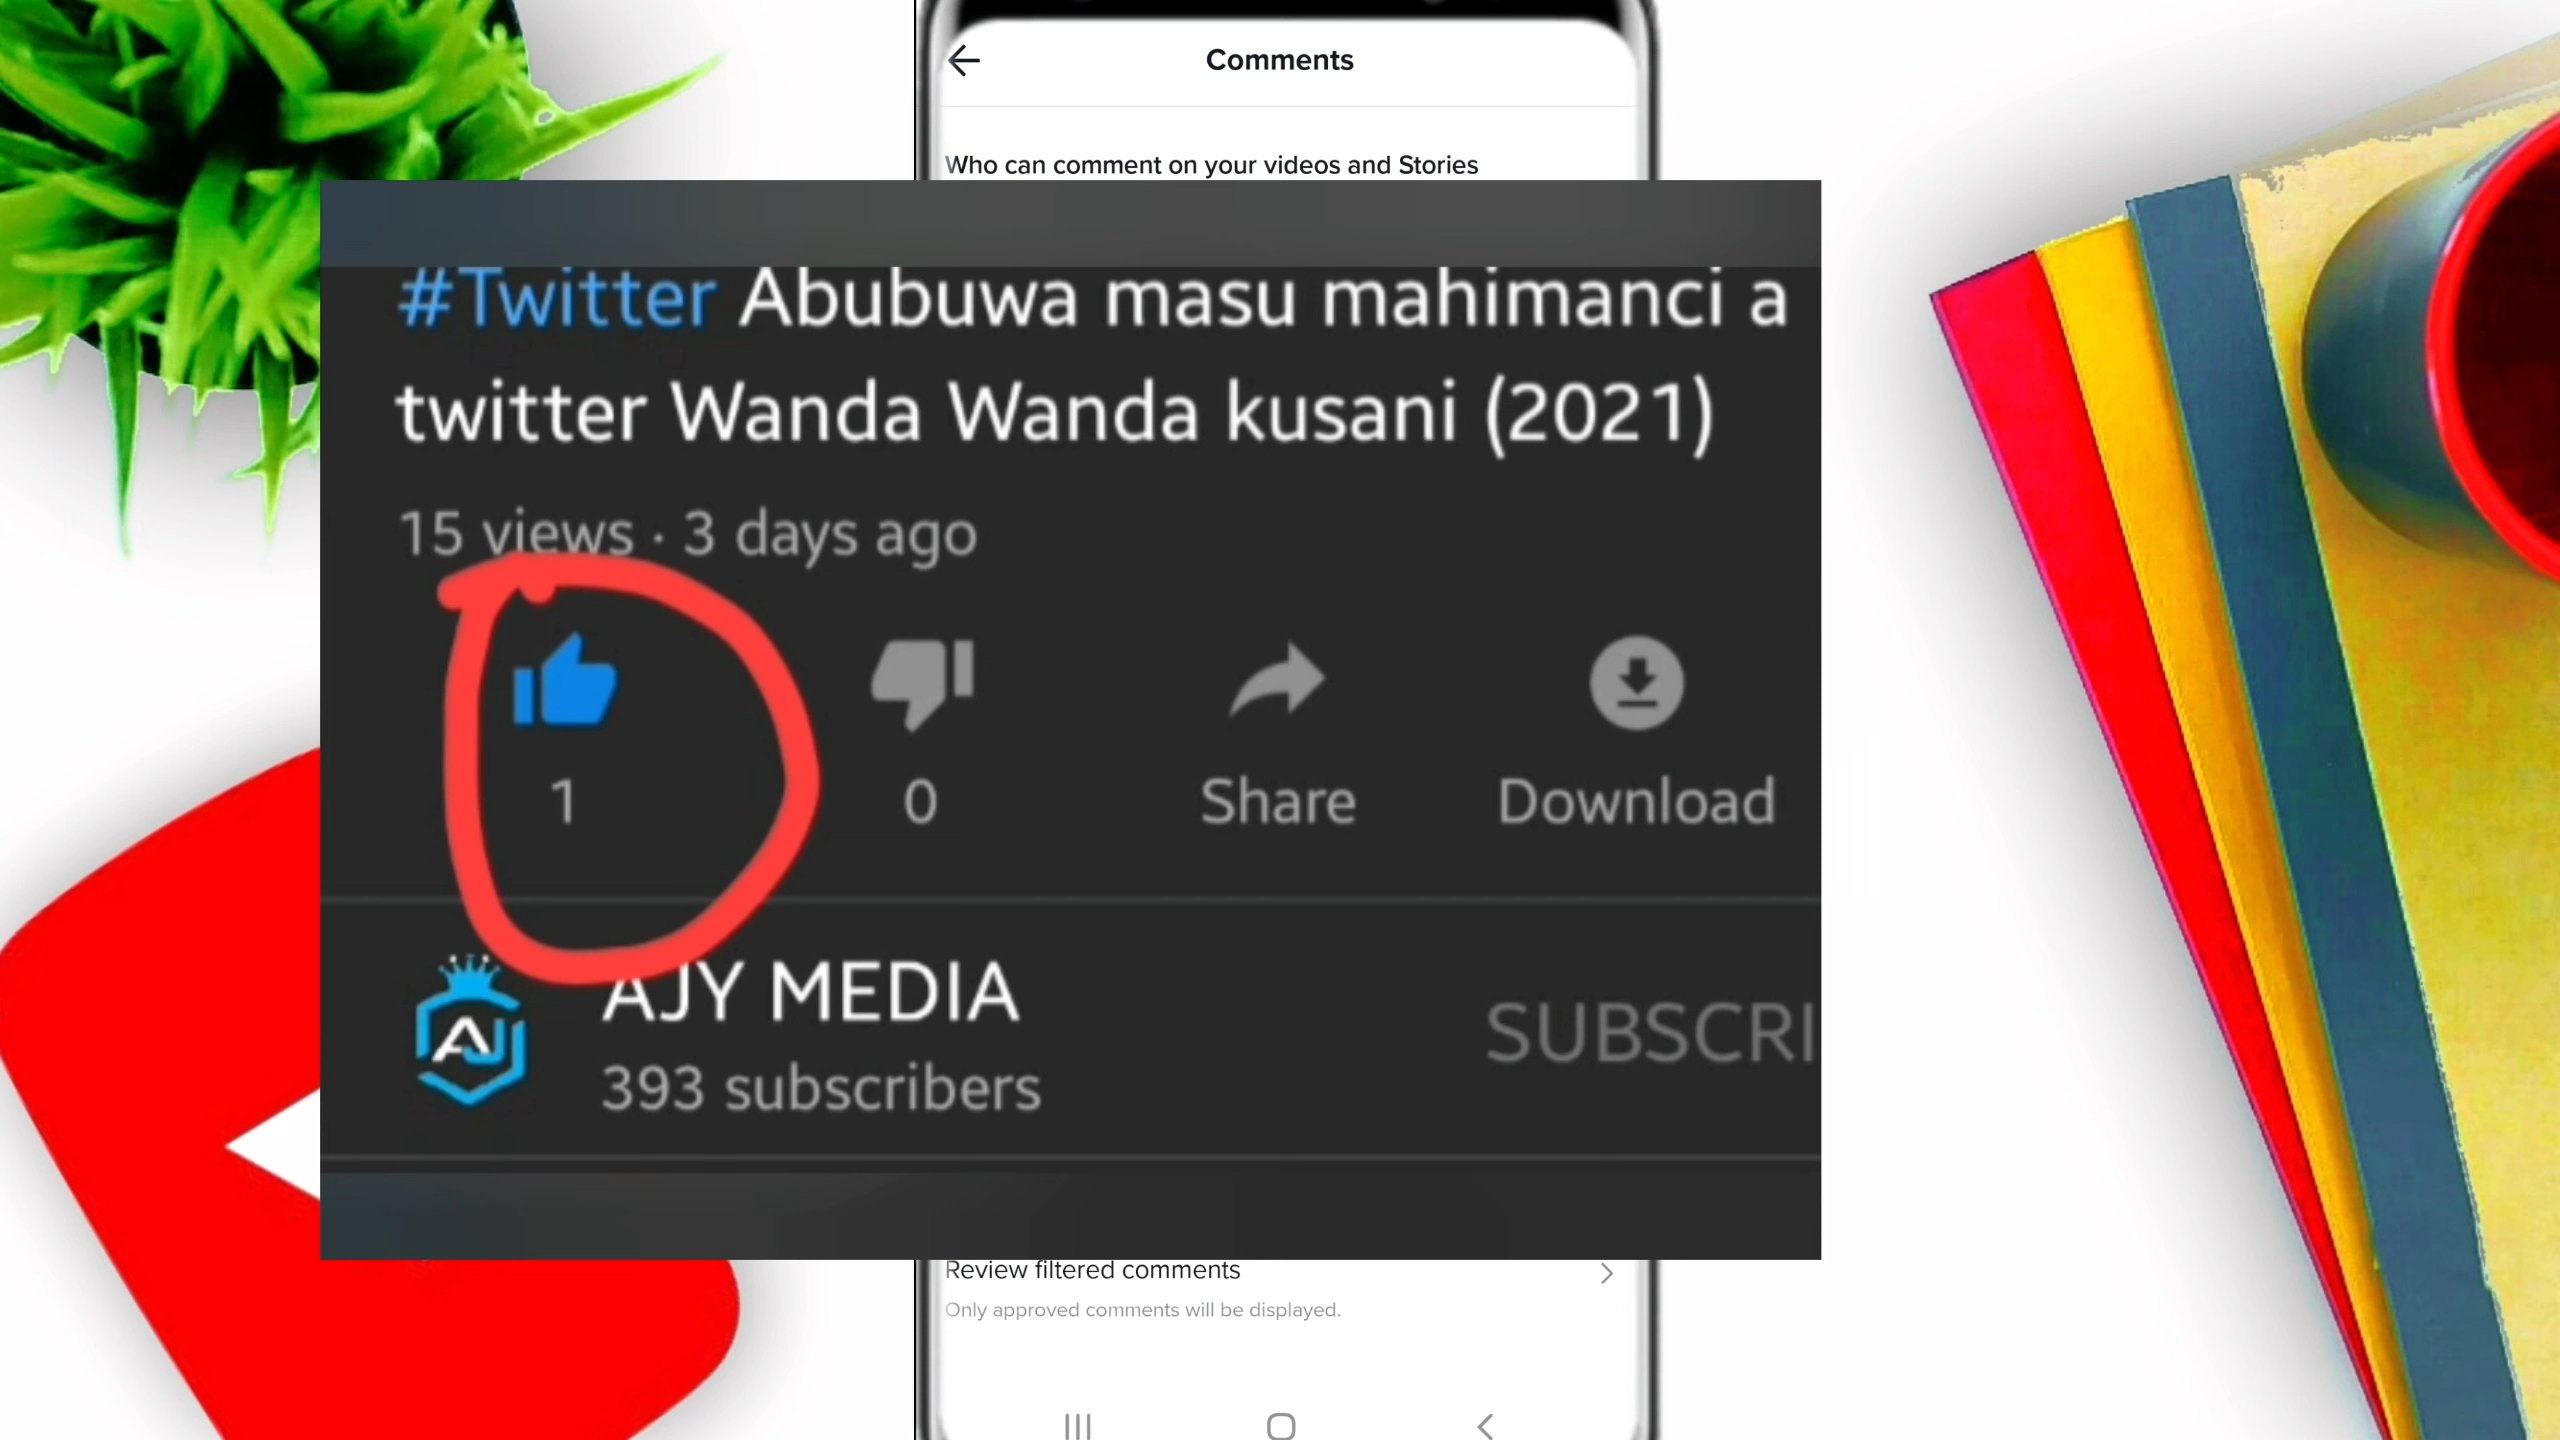 Comments
Who can comment on your videos and Stories
#Twitter Abubuwa masu mahimanci a
twitter Wanda Wanda kusani (2021)
15 views · 3 days ago
1
0
Share
Download
AJ
AJY MEDIA
SUBSCRI
393 subscribers
Review filtered comments
Only approved comments will be displayed.